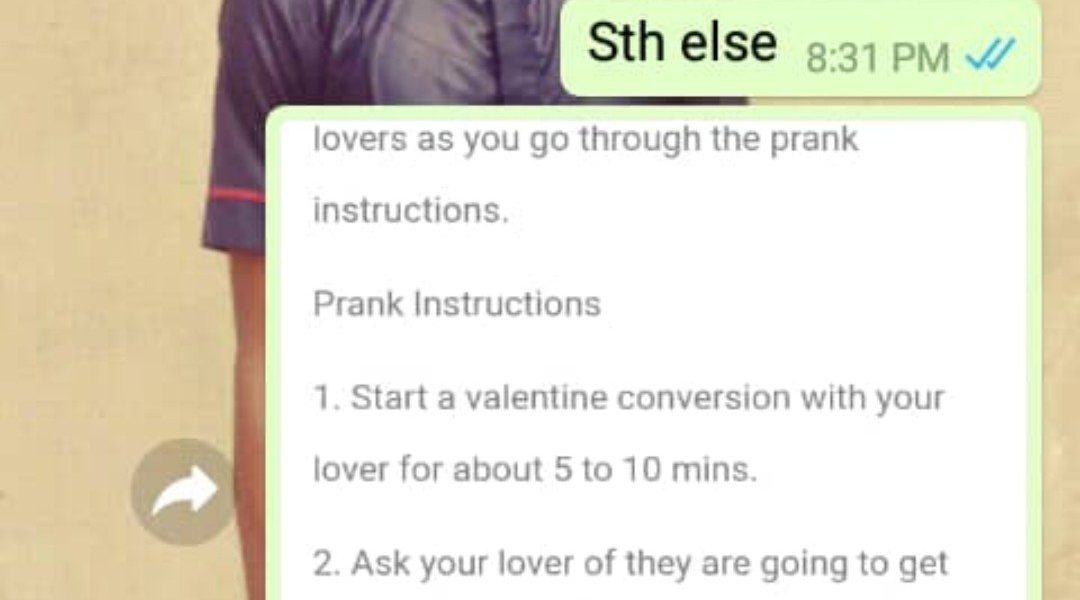 Sth else 8:31 PM
lovers as you go through the prank
instructions.
Prank Instructions
1. Start a valentine conversion with your
lover for about 5 to 10 mins.
2. Ask your lover of they are going to get